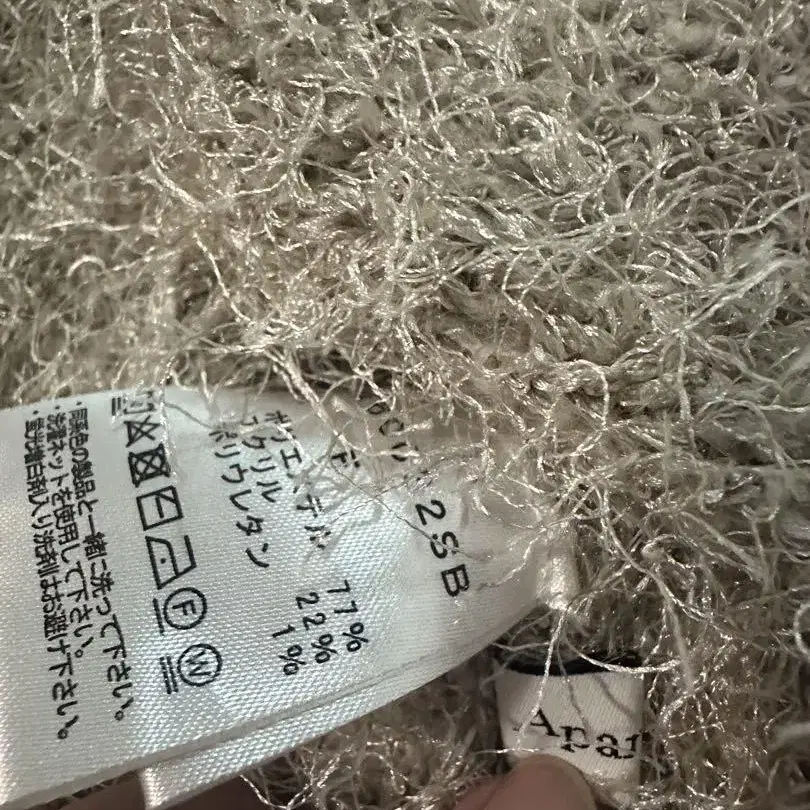 2SB
F
ポリエステル 77%
アクリル 22%
ポリウレタン 1%
F W
・同系色の製品と一緒に洗って下さい。
・洗濯ネットを使用して下さい。
・蛍光増白剤入り洗剤はお避け下さい。
Apar